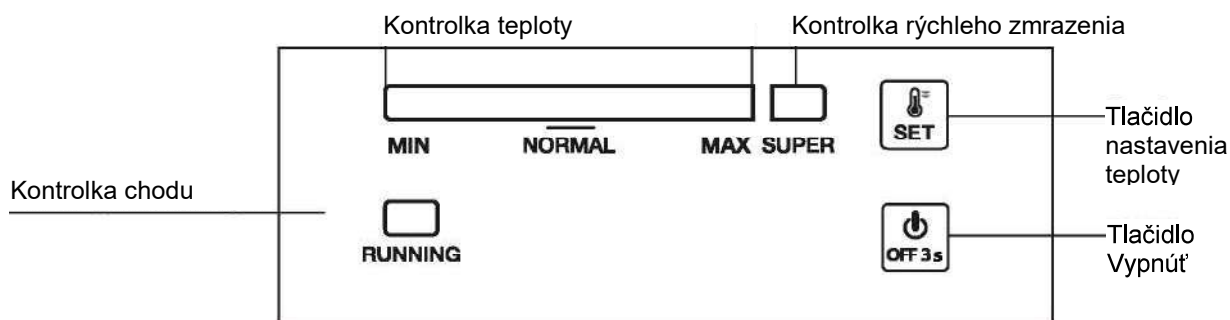 Kontrolka teploty
Kontrolka rýchleho zmrazenia
MIN
NORMAL
MAX
SUPER
SET
Tlačidlo
nastavenia
teploty
Kontrolka chodu
RUNNING
OFF 3s
Tlačidlo
Vypnúť